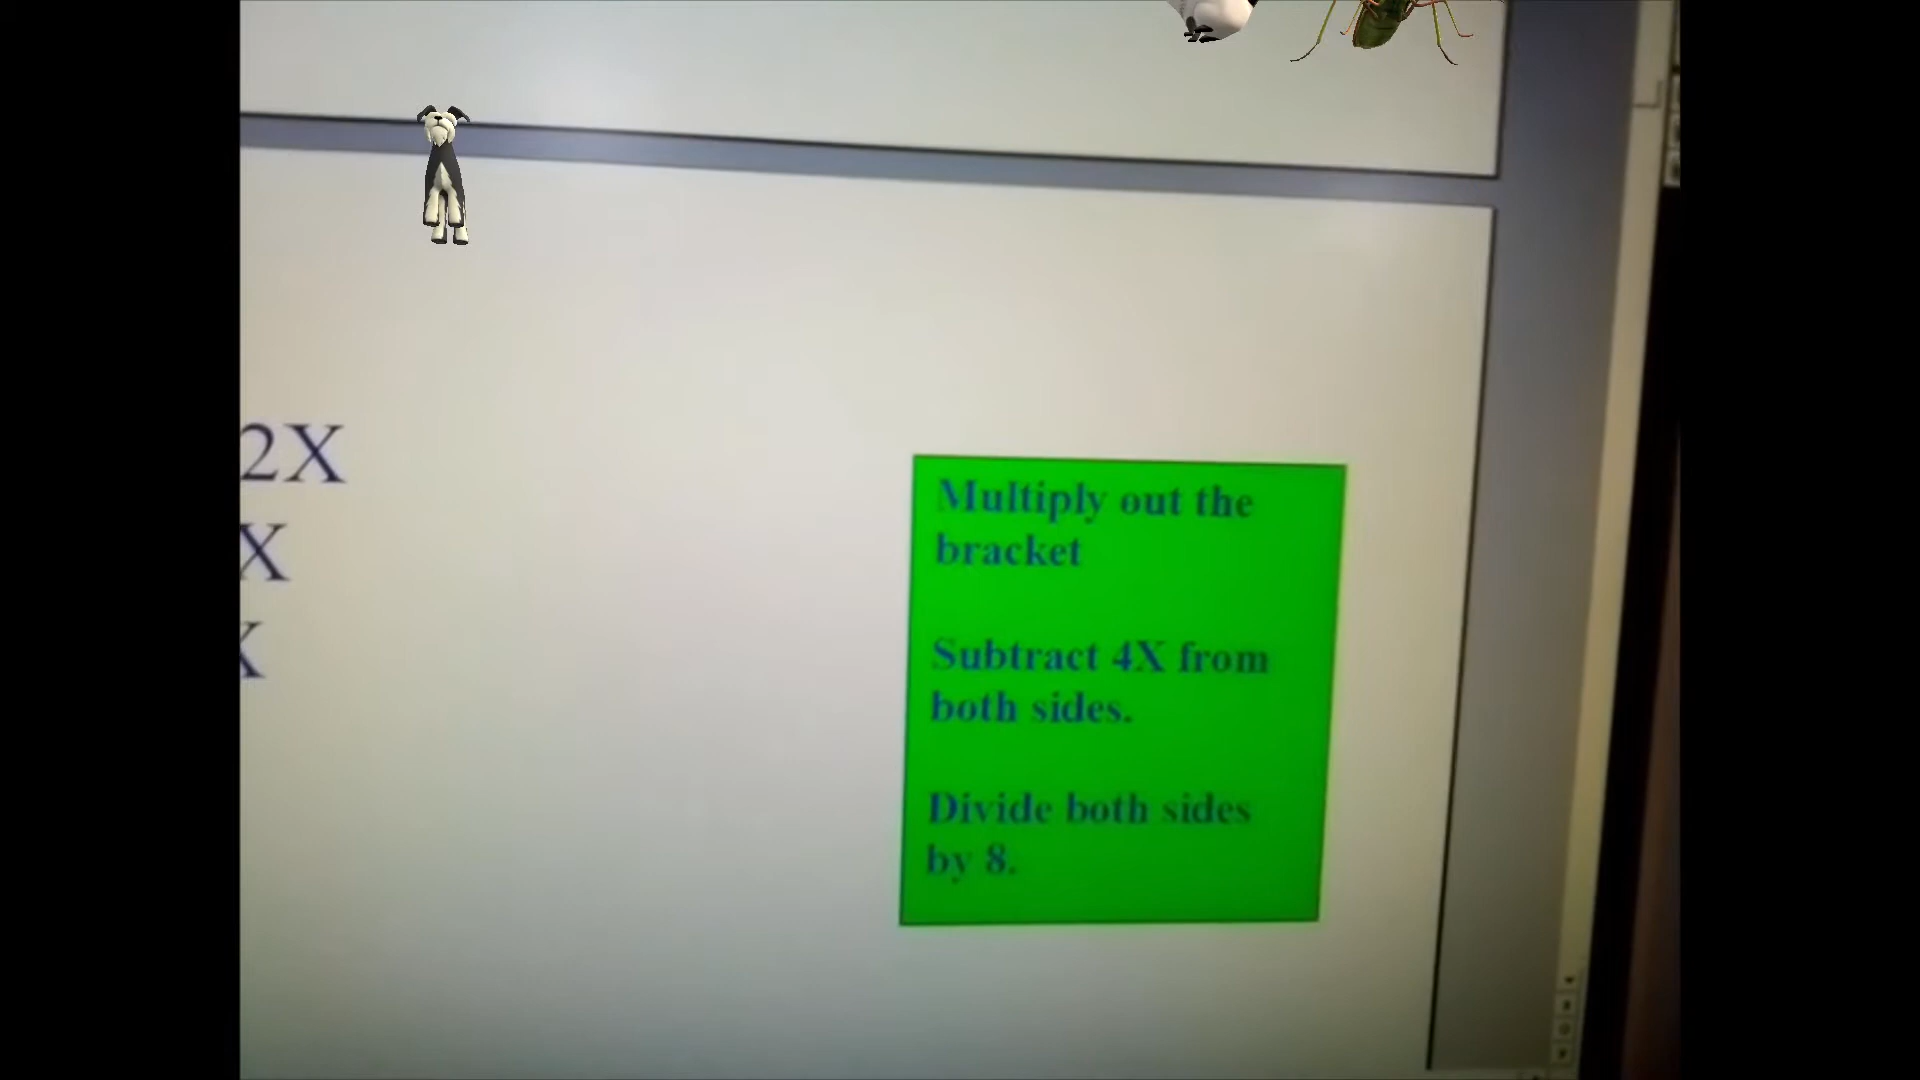 2X
X
X
Multiply out the
bracket
Subtract 4X from
both sides.
Divide both sides
by 8.